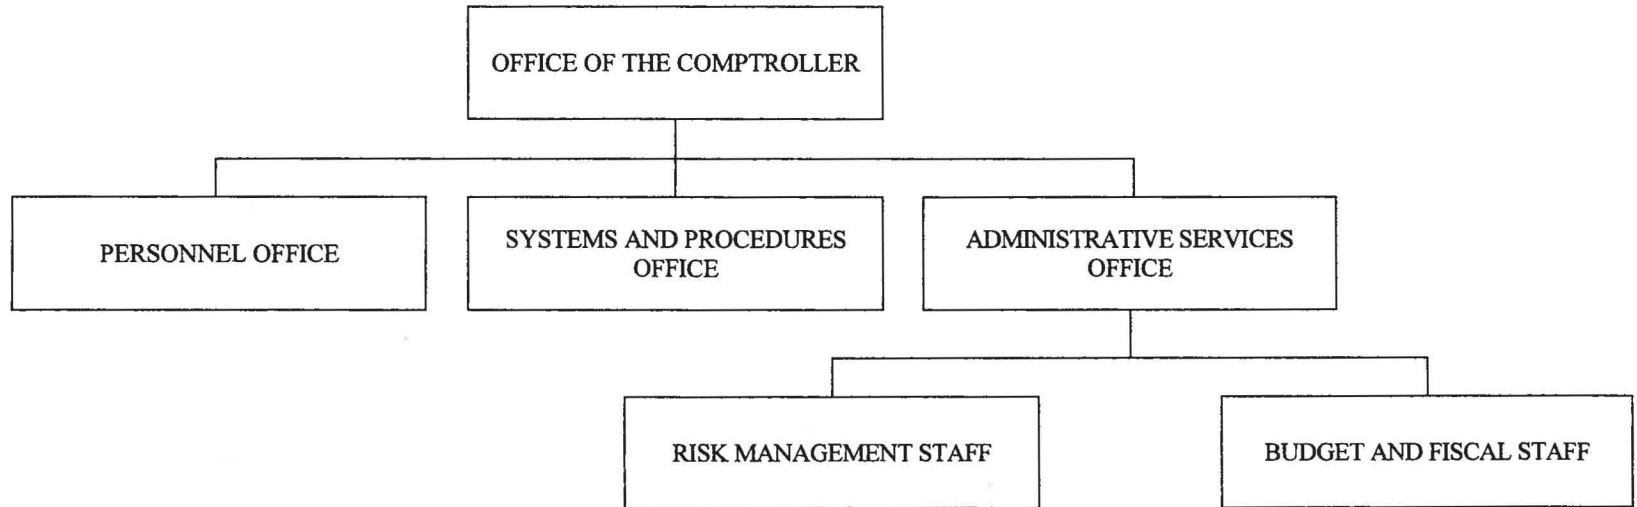 OFFICE OF THE COMPTROLLER
PERSONNEL OFFICE
SYSTEMS AND PROCEDURES
OFFICE
ADMINISTRATIVE SERVICES
OFFICE
RISK MANAGEMENT STAFF
BUDGET AND FISCAL STAFF